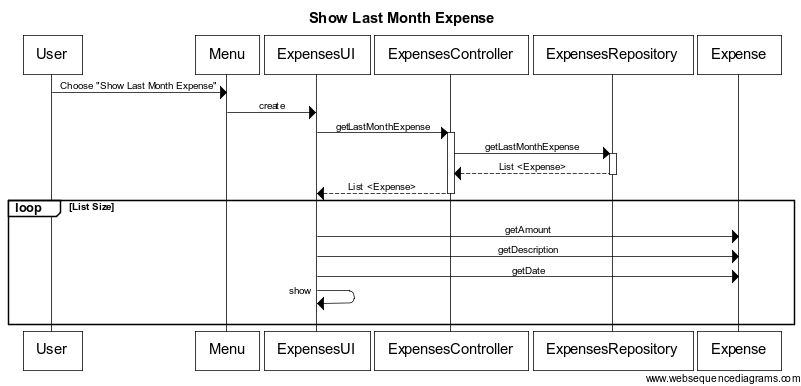 Show Last Month Expense
User Menu ExpensesUI ExpensesController ExpensesRepository Expense
Choose "Show Last Month Expense"
create
getLastMonthExpense
getLastMonthExpense
List <Expense>
List <Expense>
loop [List Size]
getAmount
getDescription
getDate
show
User Menu ExpensesUI ExpensesController ExpensesRepository Expense
www.websequencediagrams.com